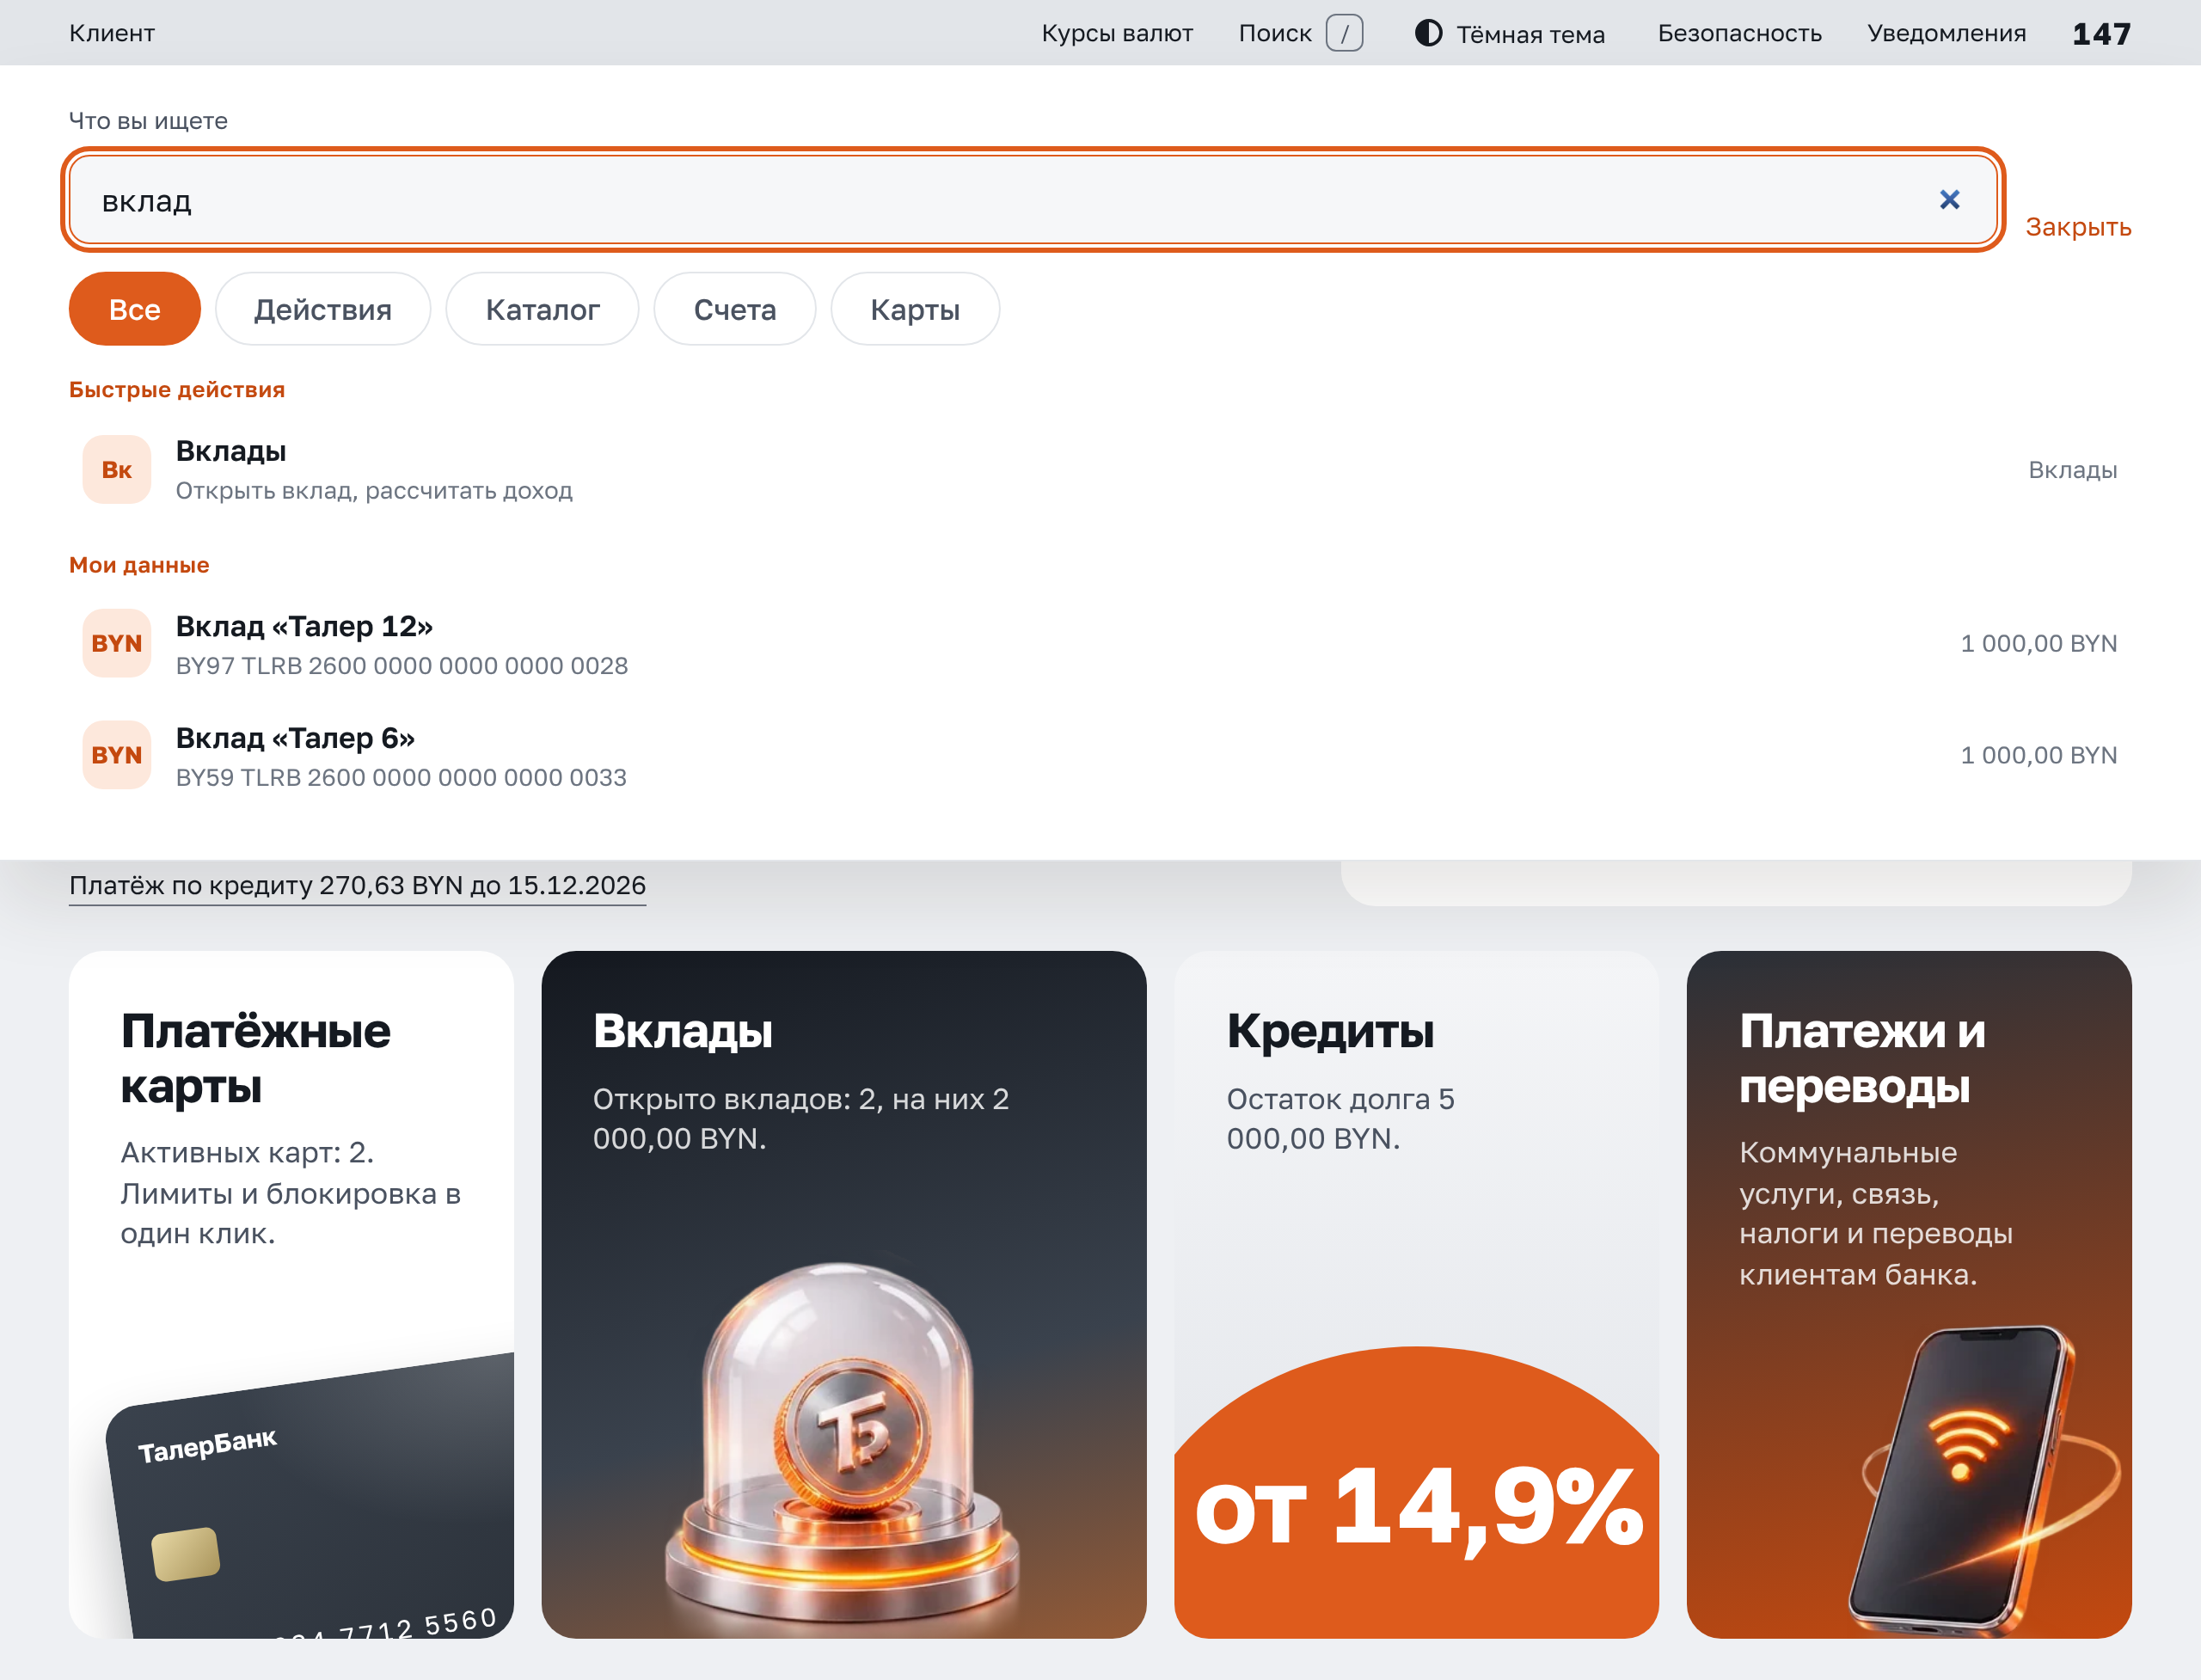 Клиент
Курсы валют
Поиск /
Тёмная тема
Безопасность
Уведомления
147
Что вы ищете
вклад
Закрыть
Все
Действия
Каталог
Счета
Карты
Быстрые действия
Вк
Вклады
Открыть вклад, рассчитать доход
Вклады
Мои данные
BYN
Вклад «Талер 12»
BY97 TLRB 2600 0000 0000 0000 0028
1 000,00 BYN
BYN
Вклад «Талер 6»
BY59 TLRB 2600 0000 0000 0000 0033
1 000,00 BYN
Платёж по кредиту 270,63 BYN до 15.12.2026
Платёжные
карты
Активных карт: 2.
Лимиты и блокировка в
один клик.
ТалерБанк
7712 5560
Вклады
Открыто вкладов: 2, на них 2
000,00 BYN.
Кредиты
Остаток долга 5
000,00 BYN.
от 14,9%
Платежи и
переводы
Коммунальные
услуги, связь,
налоги и переводы
клиентам банка.